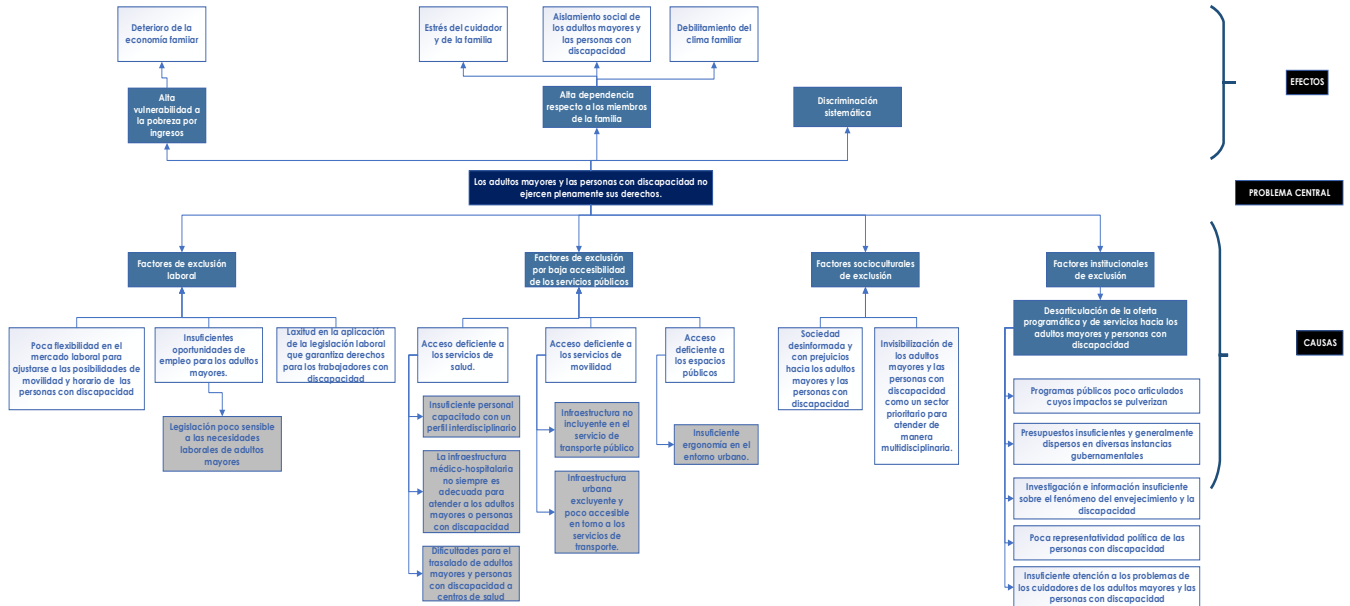 Deterioro de la
economía familiar
Estrés del cuidador
y de la familia
Aislamiento social de
los adultos mayores y
las personas con
discapacidad
Debilitamiento del
clima familiar
EFECTOS
Alta
vulnerabilidad a
la pobreza por
ingresos
Alta dependencia
respecto a los miembros
de la familia
Discriminación
sistemática
Los adultos mayores y las personas con discapacidad no
ejercen plenamente sus derechos.
PROBLEMA CENTRAL
Factores de exclusión
laboral
Factores de exclusión
por baja accesibilidad
de los servicios públicos
Factores socioculturales
de exclusión
Factores institucionales
de exclusión
Poca flexibilidad en el
mercado laboral para
ajustarse a las posibilidades de
movilidad y horario de las
personas con discapacidad
Insuficientes
oportunidades de
empleo para los adultos
mayores.
Laxitud en la aplicación
de la legislación laboral
que garantiza derechos
para los trabajadores con
discapacidad
Legislación poco sensible
a las necesidades
laborales de adultos
mayores
Acceso deficiente a
los servicios de
salud.
Insuficiente personal
capacitado con un
perfil interdisciplinario
La infraestructura
médico-hospitalaria
no siempre es
adecuada para
atender a los adultos
mayores o personas
con discapacidad
Dificultades para el
trasalado de adultos
mayores y personas
con discapacidad a
centros de salud
Acceso deficiente a
los servicios de
movilidad
Infraestructura no
incluyente en el
servicio de
transporte público
Infraestructura
urbana
excluyente y
poco accesible
en torno a los
servicios de
transporte.
Acceso
deficiente a
los espacios
públicos
Insuficiente
ergonomía en el
entorno urbano.
Sociedad
desinformada y
con prejuicios
hacia los adultos
mayores y las
personas con
discapacidad
Invisibilización de
los adultos
mayores y las
personas con
discapacidad
como un sector
prioritario para
atender de
manera
multidisciplinaria.
Desarticulación de la oferta
programática y de servicios hacia los
adultos mayores y personas con
discapacidad
Programas públicos poco articulados
cuyos impactos se pulverizan
Presupuestos insuficientes y generalmente
dispersos en diversas instancias
gubernamentales
Investigación e información insuficiente
sobre el fenómeno del envejecimiento y la
discapacidad
Poca representatividad política de las
personas con discapacidad
Insuficiente atención a los problemas de
los cuidadores de los adultos mayores y las
personas con discapacidad
CAUSAS